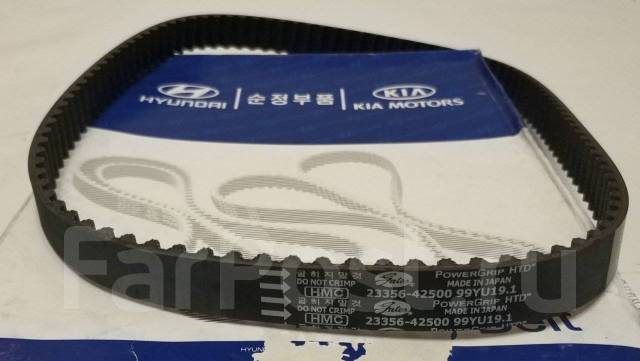 HYUNDAI 순정부품 KIA
KIA MOTORS
굽히지말것 Gates POWERGRIP HTD
DO NOT CRIMP MADE IN JAPAN
HMC 23356-42500 99YU19.1
굽히지말것 Gates POWERGRIP HTD
DO NOT CRIMP MADE IN JAPAN
HMC 23356-42500 99YU19.1